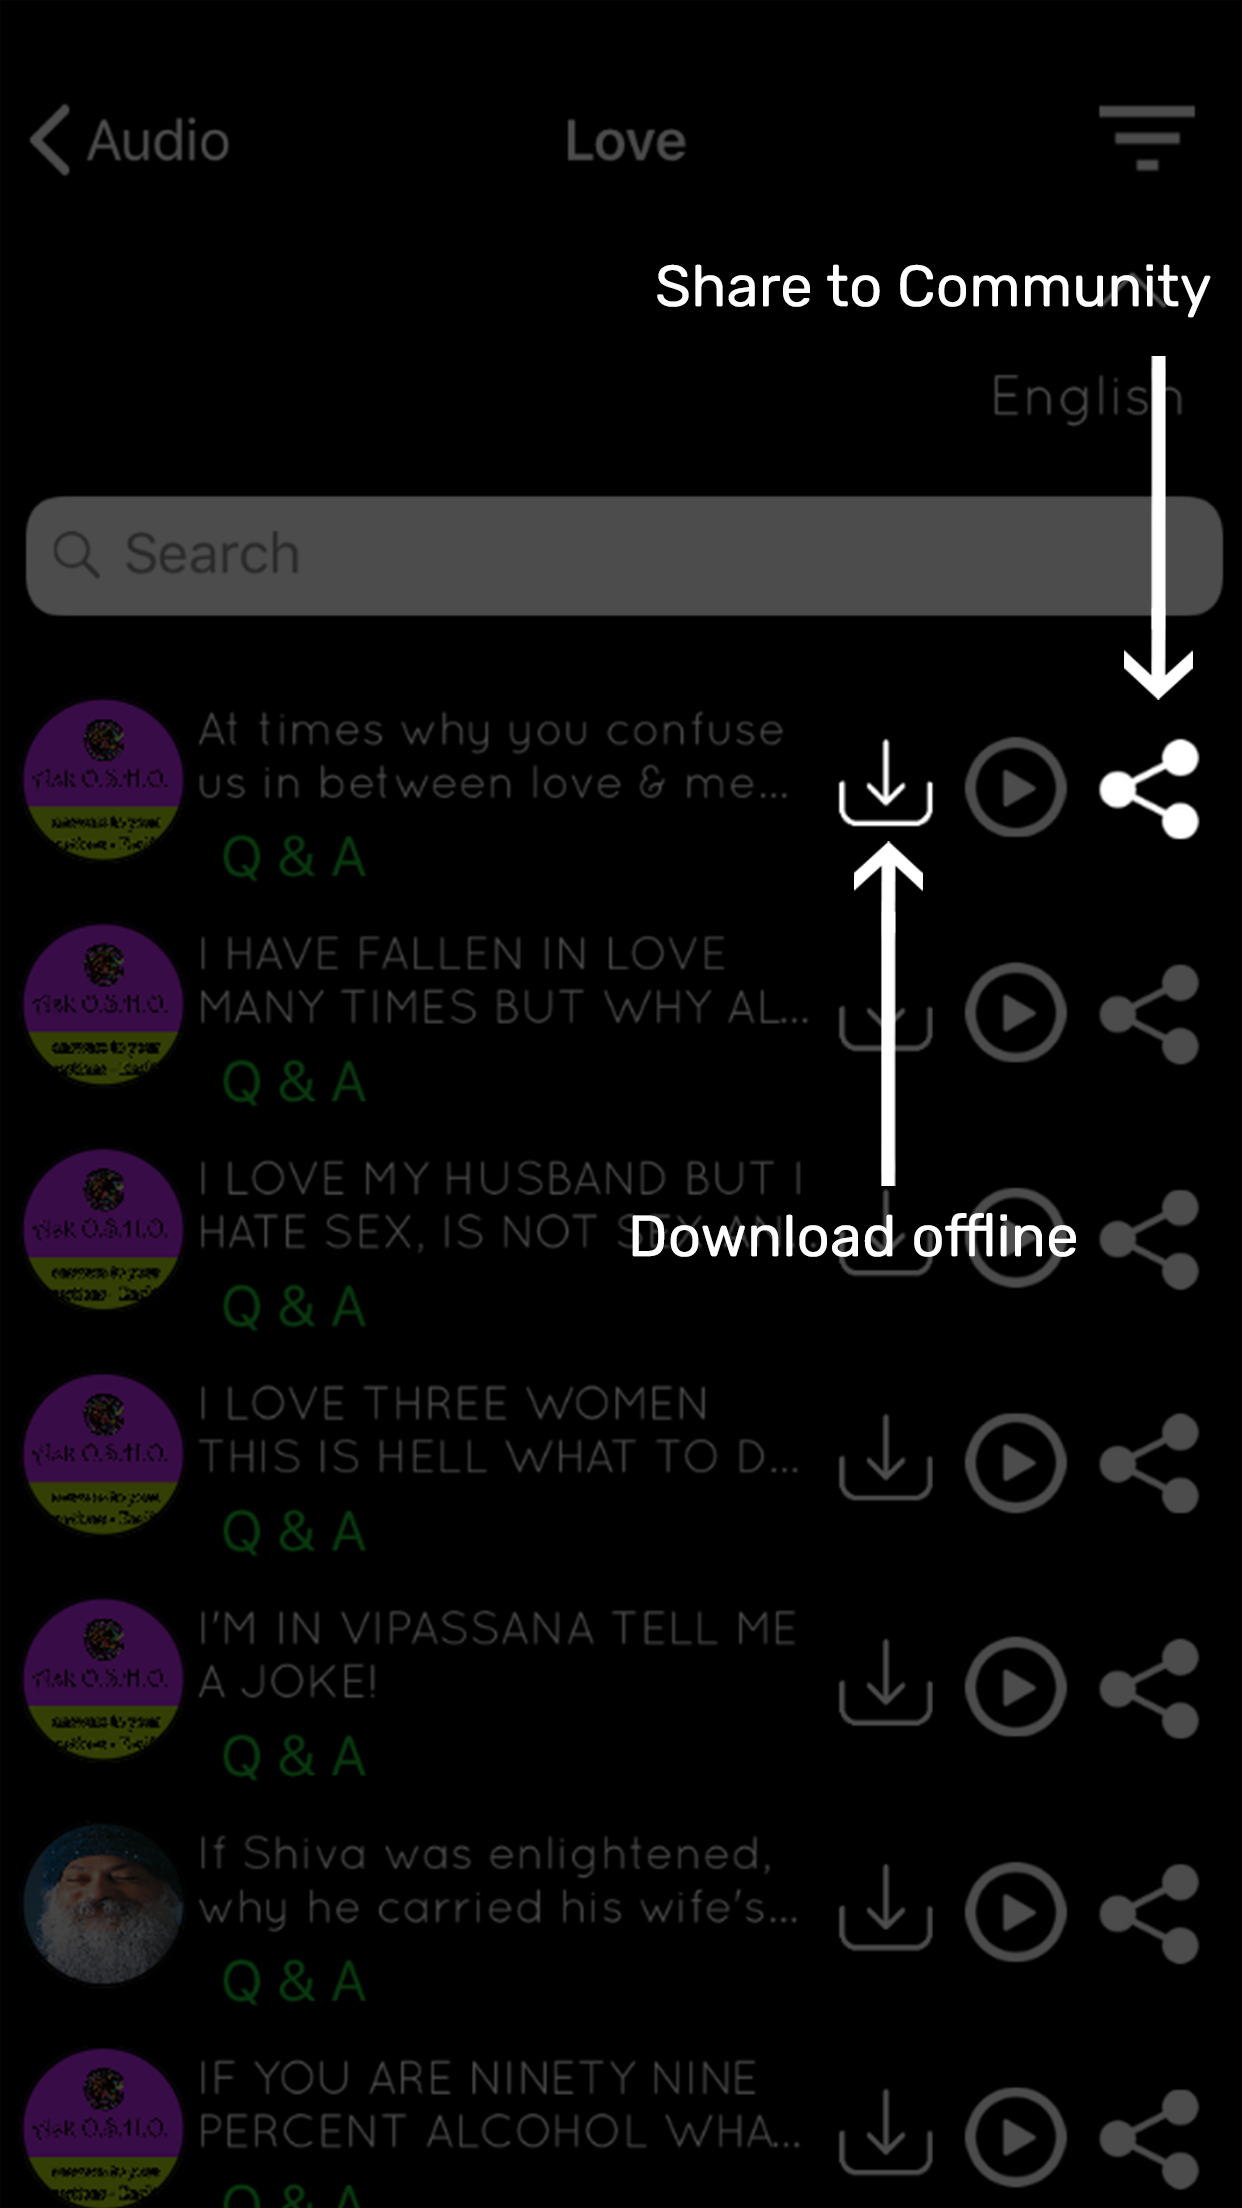 Audio
Love
Share to Community
English
Search
At times why you confuse
us in between love & me...
Q & A
I HAVE FALLEN IN LOVE
MANY TIMES BUT WHY AL...
Q & A
I LOVE MY HUSBAND BUT I
HATE SEX, IS NOT SEX AN...
Download offline
Q & A
I LOVE THREE WOMEN
THIS IS HELL WHAT TO D...
Q & A
I'M IN VIPASSANA TELL ME
A JOKE!
Q & A
If Shiva was enlightened,
why he carried his wife's...
Q & A
IF YOU ARE NINETY NINE
PERCENT ALCOHOL WHA...
Q & A